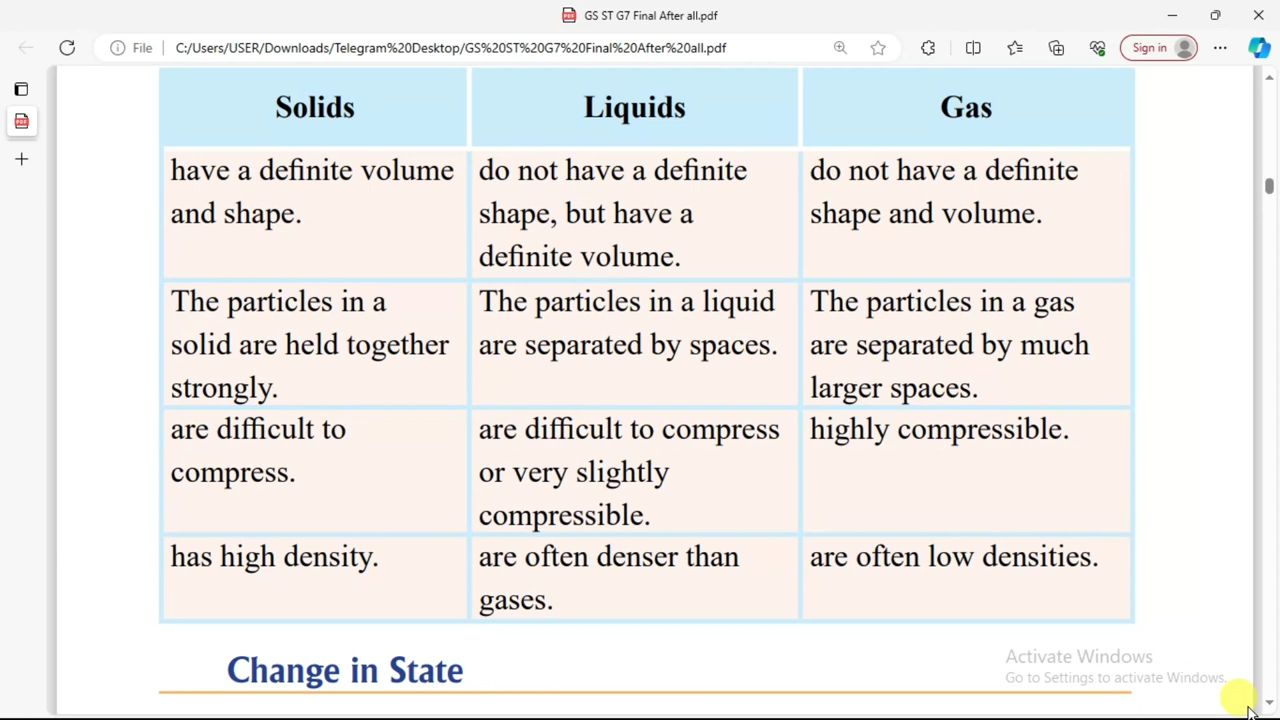 GS ST G7 Final After all.pdf
File
C:/Users/USER/Downloads/Telegram%20Desktop/GS%20ST%20G7%20Final%20After%20all.pdf
Sign in
Solids
Liquids
Gas
have a definite volume
and shape.
do not have a definite
shape, but have a
definite volume.
do not have a definite
shape and volume.
The particles in a
solid are held together
strongly.
The particles in a liquid
are separated by spaces.
The particles in a gas
are separated by much
larger spaces.
are difficult to
compress.
are difficult to compress
or very slightly
compressible.
highly compressible.
has high density.
are often denser than
gases.
are often low densities.
Change in State
Activate Windows
Go to Settings to activate Windows.